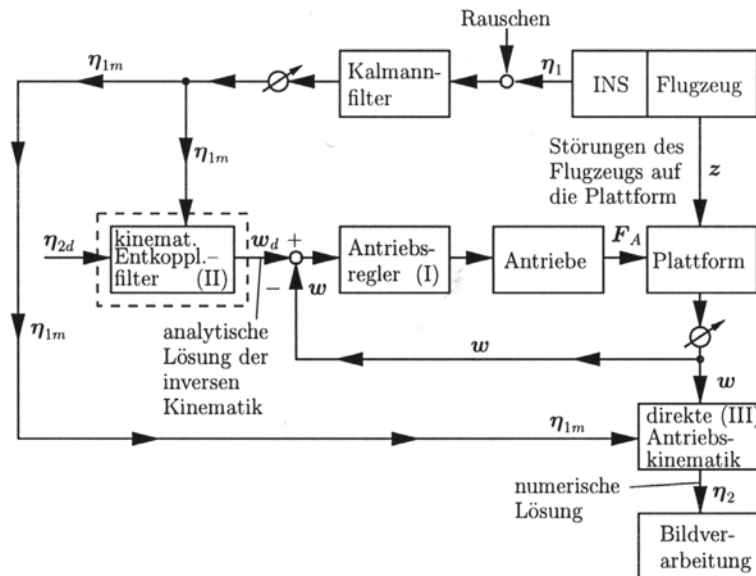 Rauschen
η₁ₘ
Kalmann-
filter
η₁
INS
Flugzeug
η₁ₘ
Störungen des
Flugzeugs auf
die Plattform
z
η₂d
kinemat.
Entkoppl.-
filter (II)
w_d
+
−
w
Antriebs-
regler (I)
Antriebe
F_A
Plattform
η₁ₘ
analytische
Lösung der
inversen
Kinematik
w
w
η₁ₘ
direkte (III)
Antriebs-
kinematik
numerische
Lösung
η₂
Bildver-
arbeitung